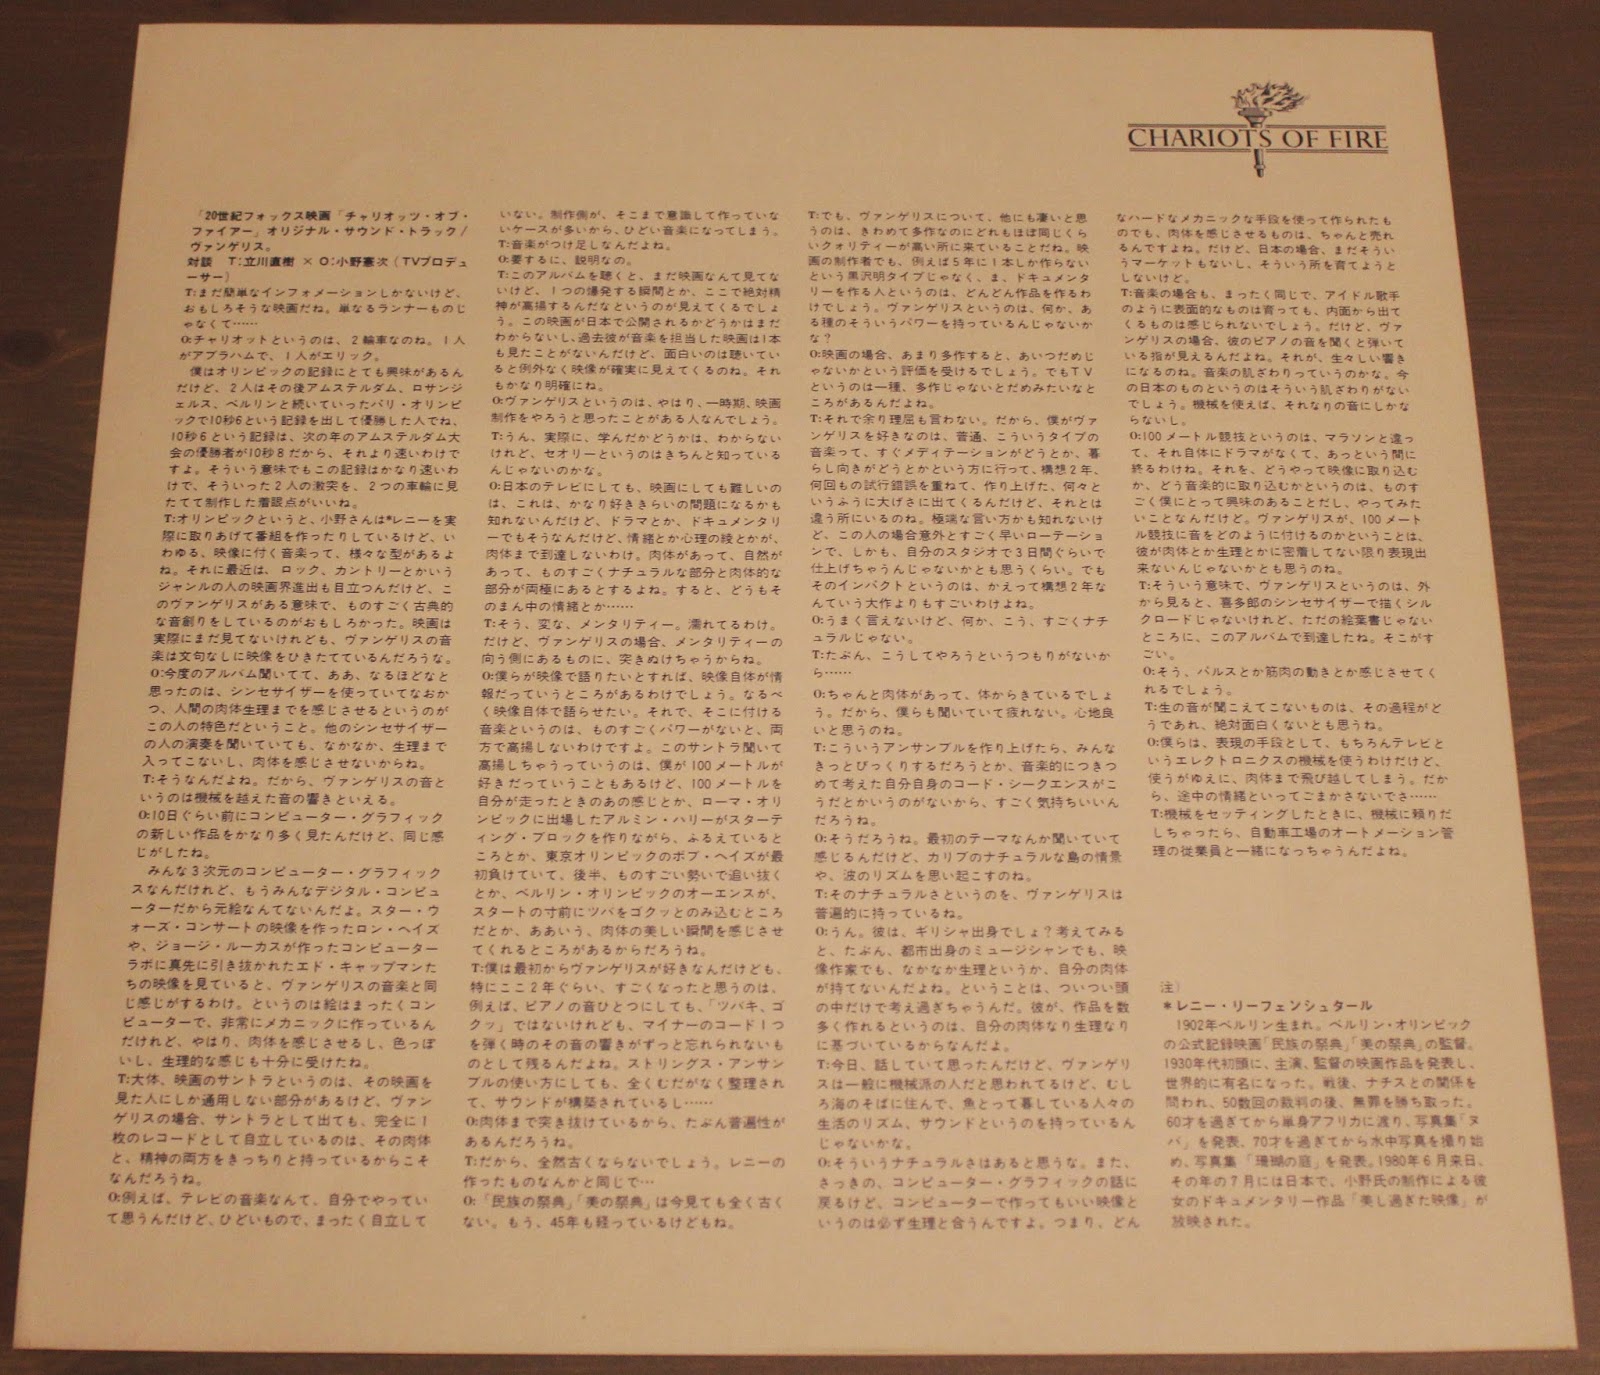 CHARIOTS OF FIRE
「20世紀フォックス映画「チャリオッツ・オブ・
ファイアー」オリジナル・サウンド・トラック/
ヴァンゲリス。
対談 T:立川直樹 × O:小野憲次(TVプロデュ
ーサー)
T:まだ簡単なインフォメーションしかないけど、
おもしろそうな映画だね。単なるランナーものじ
ゃなくて……
O:チャリオットというのは、2輪車なのね。1人
がアブラハムで、1人がエリック。
僕はオリンピックの記録にとても興味があるん
だけど、2人はその後アムステルダム、ロサンジ
ェルス、ベルリンと続いていったパリ・オリンピ
ックで10秒6という記録を出して優勝した人でね、
10秒6という記録は、次の年のアムステルダム大
会の優勝者が10秒8だから、それより速いわけで
すよ。そういう意味でもこの記録はかなり速いわ
けで、そういった2人の激突を、2つの車輪に見
たてて制作した着眼点がいいね。
T:オリンピックというと、小野さんは*レニーを実
際に取りあげて番組を作ったりしているけど、い
わゆる、映像に付く音楽って、様々な型があるよ
ね。それに最近は、ロック、カントリーとかいう
ジャンルの人の映画界進出も目立つんだけど、こ
のヴァンゲリスがある意味で、ものすごく古典的
な音創りをしているのがおもしろかった。映画は
実際にまだ見てないけれども、ヴァンゲリスの音
楽は文句なしに映像をひきたてているんだろうな。
O:今度のアルバム聞いてて、ああ、なるほどなと
思ったのは、シンセサイザーを使っていてなおか
つ、人間の肉体生理までを感じさせるというのが
この人の特色だということ。他のシンセサイザー
の人の演奏を聞いていても、なかなか、生理まで
入ってこないし、肉体を感じさせないからね。
T:そうなんだよね。だから、ヴァンゲリスの音と
いうのは機械を越えた音の響きといえる。
O:10日ぐらい前にコンピューター・グラフィック
の新しい作品をかなり多く見たんだけど、同じ感
じがしたね。
みんな3次元のコンピューター・グラフィック
スなんだけれど、もうみんなデジタル・コンピュ
ーターだから元絵なんてないんだよ。スター・ウ
ォーズ・コンサートの映像を作ったロン・ヘイズ
や、ジョージ・ルーカスが作ったコンピューター
ラボに真先に引き抜かれたエド・キャップマンた
ちの映像を見ていると、ヴァンゲリスの音楽と同
じ感じがするわけ。というのは絵はまったくコン
ピューターで、非常にメカニックに作っているん
だけれど、やはり、肉体を感じさせるし、色っぽ
いし、生理的な感じも十分に受けたね。
T:大体、映画のサントラというのは、その映画を
見た人にしか通用しない部分があるけど、ヴァン
ゲリスの場合、サントラとして出ても、完全に1
枚のレコードとして自立しているのは、その肉体
と、精神の両方をきっちりと持っているからこそ
なんだろうね。
O:例えば、テレビの音楽なんて、自分でやってい
て思うんだけど、ひどいもので、まったく自立して
いない。制作側が、そこまで意識して作っていな
いケースが多いから、ひどい音楽になってしまう。
T:音楽がつけ足しなんだよね。
O:要するに、説明なの。
T:このアルバムを聴くと、まだ映画なんて見てな
いけど、1つの爆発する瞬間とか、ここで絶対精
神が高揚するんだなというのが見えてくるでしょ
う。この映画が日本で公開されるかどうかはまだ
わからないし、過去彼が音楽を担当した映画は1本
も見たことがないんだけど、面白いのは聴いてい
ると例外なく映像が確実に見えてくるのね。それ
もかなり明確にね。
O:ヴァンゲリスというのは、やはり、一時期、映画
制作をやろうと思ったことがある人なんでしょう。
T:うん、実際に、学んだかどうかは、わからない
けれど、セオリーというのはきちんと知っている
んじゃないのかな。
O:日本のテレビにしても、映画にしても難しいの
は、これは、かなり好ききらいの問題になるかも
知れないんだけど、ドラマとか、ドキュメンタリ
ーでもそうなんだけど、情緒とか心理の綾とかが、
肉体まで到達しないわけ。肉体があって、自然が
あって、ものすごくナチュラルな部分と肉体的な
部分が両極にあるとするよね。すると、どうもそ
のまん中の情緒とか……
T:そう、変な、メンタリティー。濡れてるわけ。
だけど、ヴァンゲリスの場合、メンタリティーの
向う側にあるものに、突きぬけちゃうからね。
O:僕らが映像で語りたいとすれば、映像自体が情
報だっていうところがあるわけでしょう。なるべ
く映像自体で語らせたい。それで、そこに付ける
音楽というのは、ものすごくパワーがないと、両
方で高揚しないわけですよ。このサントラ聞いて
高揚しちゃうっていうのは、僕が100メートルが
好きだっていうこともあるけど、100メートルを
自分が走ったときのあの感じとか、ローマ・オリ
ンピックに出場したアルミン・ハリーがスターテ
ィング・ブロックを作りながら、ふるえていると
ころとか、東京オリンピックのボブ・ヘイズが最
初負けていて、後半、ものすごい勢いで追い抜く
とか、ベルリン・オリンピックのオーエンスが、
スタートの寸前にツバをゴクッとのみ込むところ
だとか、ああいう、肉体の美しい瞬間を感じさせ
てくれるところがあるからだろうね。
T:僕は最初からヴァンゲリスが好きなんだけども、
特にここ2年ぐらい、すごくなったと思うのは、
例えば、ピアノの音ひとつにしても、「ツバキ、ゴ
クッ」ではないけれども、マイナーのコード1つ
を弾く時のその音の響きがずっと忘れられないも
のとして残るんだよね。ストリングス・アンサン
ブルの使い方にしても、全くむだがなく整理され
て、サウンドが構築されているし……
O:肉体まで突き抜けているから、たぶん普遍性が
あるんだろうね。
T:だから、全然古くならないでしょう。レニーの
作ったものなんかと同じで…
O:「民族の祭典」「美の祭典」は今見ても全く古く
ない。もう、45年も経っているけどもね。
T:でも、ヴァンゲリスについて、他にも凄いと思
うのは、きわめて多作なのにどれもほぼ同じくら
いクォリティーが高い所に来ていることだね。映
画の制作者でも、例えば5年に1本しか作らない
という黒沢明タイプじゃなく、ま、ドキュメンタ
リーを作る人というのは、どんどん作品を作るわ
けでしょう。ヴァンゲリスというのは、何か、あ
る種のそういうパワーを持っているんじゃないか
な?
O:映画の場合、あまり多作すると、あいつだめじ
ゃないかという評価を受けるでしょう。でもTV
というのは一種、多作じゃないとだめみたいなと
ころがあるんだよね。
T:それで余り理屈も言わない。だから、僕がヴァ
ンゲリスを好きなのは、普通、こういうタイプの
音楽って、すぐメディテーションがどうとか、暮
らし向きがどうとかという方に行って、構想2年、
何回もの試行錯誤を重ねて、作り上げた、何々と
いうふうに大げさに出てくるんだけど、それとは
違う所にいるのね。極端な言い方かも知れないけ
ど、この人の場合意外とすごく早いローテーショ
ンで、しかも、自分のスタジオで3日間ぐらいで
仕上げちゃうんじゃないかとも思うくらい。でも
そのインパクトというのは、かえって構想2年な
んていう大作よりもすごいわけよね。
O:うまく言えないけど、何か、こう、すごくナチ
ュラルじゃない。
T:たぶん、こうしてやろうというつもりがないか
ら……
O:ちゃんと肉体があって、体からきているでしょ
う。だから、僕らも聞いていて疲れない。心地良
いと思うのね。
T:こういうアンサンブルを作り上げたら、みんな
きっとびっくりするだろうとか、音楽的につきつ
めて考えた自分自身のコード・シークエンスがこ
うだとかいうのがないから、すごく気持ちいいん
だろうね。
O:そうだろうね。最初のテーマなんか聞いていて
感じるんだけど、カリブのナチュラルな島の情景
や、波のリズムを思い起こすのね。
T:そのナチュラルさというのを、ヴァンゲリスは
普遍的に持っているね。
O:うん。彼は、ギリシャ出身でしょ?考えてみる
と、たぶん、都市出身のミュージシャンでも、映
像作家でも、なかなか生理というか、自分の肉体
が持てないんだよね。ということは、ついつい頭
の中だけで考え過ぎちゃうんだ。彼が、作品を数
多く作れるというのは、自分の肉体なり生理なり
に基づいているからなんだよ。
T:今日、話していて思ったんだけど、ヴァンゲリ
スは一般に機械派の人だと思われてるけど、むし
ろ海のそばに住んで、魚とって暮している人々の
生活のリズム、サウンドというのを持っているん
じゃないかな。
O:そういうナチュラルさはあると思うな。また、
さっきの、コンピューター・グラフィックの話に
戻るけど、コンピューターで作ってもいい映像と
いうのは必ず生理と合うんですよ。つまり、どん
なハードなメカニックな手段を使って作られたも
のでも、肉体を感じさせるものは、ちゃんと売れ
るんですよね。だけど、日本の場合、まだそうい
うマーケットもないし、そういう所を育てようと
しないけど。
T:音楽の場合も、まったく同じで、アイドル歌手
のように表面的なものは育っても、内面から出て
くるものは感じられないでしょう。だけど、ヴァ
ンゲリスの場合、彼のピアノの音を聞くと弾いて
いる指が見えるんだよね。それが、生々しい響き
になるのね。音楽の肌ざわりっていうのかな。今
の日本のものというのはそういう肌ざわりがない
でしょう。機械を使えば、それなりの音にしかな
らないし。
O:100メートル競技というのは、マラソンと違っ
て、それ自体にドラマがなくて、あっという間に
終るわけね。それを、どうやって映像に取り込む
か、どう音楽的に取り込むかというのは、ものす
ごく僕にとって興味のあることだし、やってみた
いことなんだけど。ヴァンゲリスが、100メート
ル競技に音をどのように付けるのかということは、
彼が肉体とか生理とかに密着してない限り表現出
来ないんじゃないかとも思うのね。
T:そういう意味で、ヴァンゲリスというのは、外
から見ると、喜多郎のシンセサイザーで描くシル
クロードじゃないけれど、ただの絵葉書じゃない
ところに、このアルバムで到達したね。そこがす
ごい。
O:そう、パルスとか筋肉の動きとか感じさせてく
れるでしょう。
T:生の音が聞こえてこないものは、その過程がど
うであれ、絶対面白くないとも思うね。
O:僕らは、表現の手段として、もちろんテレビと
いうエレクトロニクスの機械を使うわけだけど、
使うがゆえに、肉体まで飛び越してしまう。だか
ら、途中の情緒といってごまかさないでさ……
T:機械をセッティングしたときに、機械に頼りだ
しちゃったら、自動車工場のオートメーション管
理の従業員と一緒になっちゃうんだよね。
注)
*レニー・リーフェンシュタール
1902年ベルリン生まれ。ベルリン・オリンピック
の公式記録映画「民族の祭典」「美の祭典」の監督。
1930年代初頭に、主演、監督の映画作品を発表し、
世界的に有名になった。戦後、ナチスとの関係を
問われ、50数回の裁判の後、無罪を勝ち取った。
60才を過ぎてから単身アフリカに渡り、写真集「ヌ
バ」を発表、70才を過ぎてから水中写真を撮り始
め、写真集「珊瑚の庭」を発表。1980年6月来日、
その年の7月には日本で、小野氏の制作による彼
女のドキュメンタリー作品「美し過ぎた映像」が
放映された。